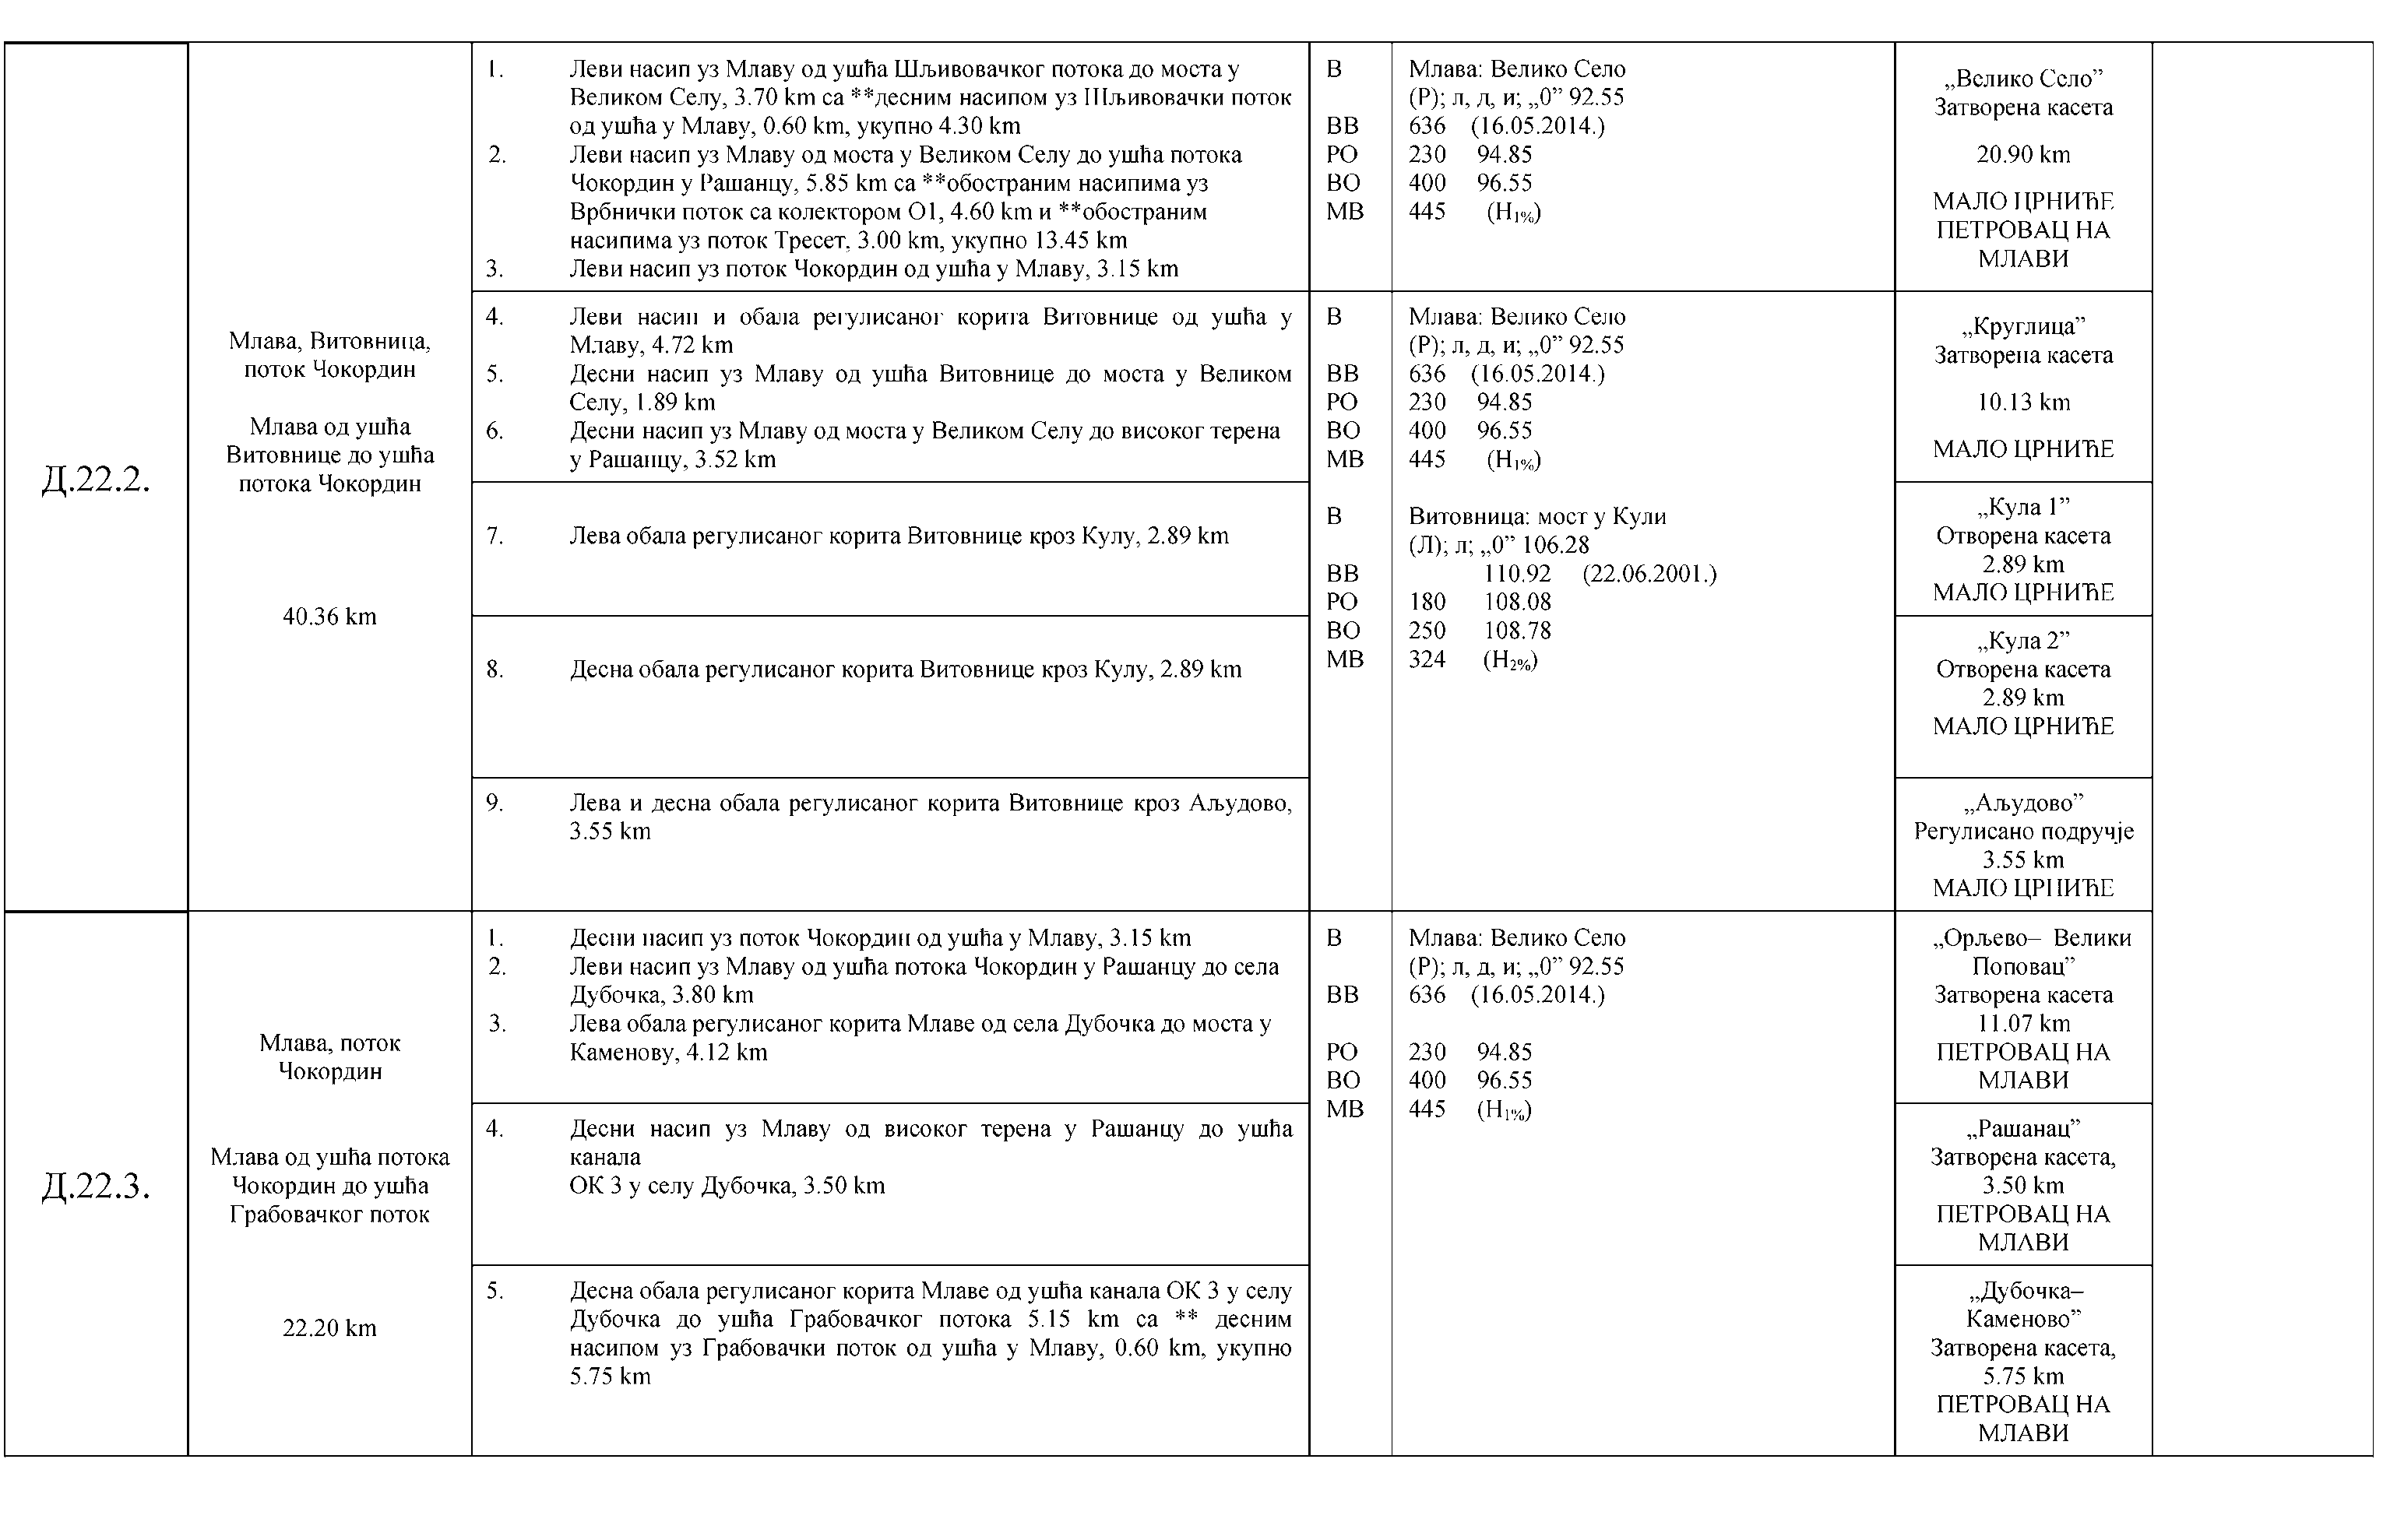 Д.22.2.
Млава, Витовница,
поток Чокордин
Млава од ушћа
Витовнице до ушћа
потока Чокордин
40.36 km
1. Леви насип уз Млаву од ушћа Шљивовачког потока до моста у
Великом Селу, 3.70 km са **десним насипом уз Шљивовачки поток
од ушћа у Млаву, 0.60 km, укупно 4.30 km
2. Леви насип уз Млаву од моста у Великом Селу до ушћа потока
Чокордин у Рашанцу, 5.85 km са **обостраним насипима уз
Врбнички поток са колектором О1, 4.60 km и **обостраним
насипима уз поток Тресет, 3.00 km, укупно 13.45 km
3. Леви насип уз поток Чокордин од ушћа у Млаву, 3.15 km
В Млава: Велико Село
(Р); л, д, и; „0” 92.55
ВВ 636 (16.05.2014.)
РО 230 94.85
ВО 400 96.55
МВ 445 (H1%)
„Велико Село”
Затворена касета
20.90 km
МАЛО ЦРНИЋЕ
ПЕТРОВАЦ НА
МЛАВИ
4. Леви насип и обала регулисаног корита Витовнице од ушћа у
Млаву, 4.72 km
5. Десни насип уз Млаву од ушћа Витовнице до моста у Великом
Селу, 1.89 km
6. Десни насип уз Млаву од моста у Великом Селу до високог терена
у Рашанцу, 3.52 km
В Млава: Велико Село
(Р); л, д, и; „0” 92.55
ВВ 636 (16.05.2014.)
РО 230 94.85
ВО 400 96.55
МВ 445 (H1%)
„Круглица”
Затворена касета
10.13 km
МАЛО ЦРНИЋЕ
7. Лева обала регулисаног корита Витовнице кроз Кулу, 2.89 km
В Витовница: мост у Кули
(Л); л; „0” 106.28
ВВ 110.92 (22.06.2001.)
РО 180 108.08
ВО 250 108.78
МВ 324 (H2%)
„Кула 1”
Отворена касета
2.89 km
МАЛО ЦРНИЋЕ
8. Десна обала регулисаног корита Витовнице кроз Кулу, 2.89 km
„Кула 2”
Отворена касета
2.89 km
МАЛО ЦРНИЋЕ
9. Лева и десна обала регулисаног корита Витовнице кроз Аљудово,
3.55 km
„Аљудово”
Регулисано подручје
3.55 km
МАЛО ЦРНИЋЕ
Д.22.3.
Млава, поток
Чокордин
Млава од ушћа потока
Чокордин до ушћа
Грабовачког поток
22.20 km
1. Десни насип уз поток Чокордин од ушћа у Млаву, 3.15 km
2. Леви насип уз Млаву од ушћа потока Чокордин у Рашанцу до села
Дубочка, 3.80 km
3. Лева обала регулисаног корита Млаве од села Дубочка до моста у
Каменову, 4.12 km
В Млава: Велико Село
(Р); л, д, и; „0” 92.55
ВВ 636 (16.05.2014.)
РО 230 94.85
ВО 400 96.55
МВ 445 (H1%)
„Орљево– Велики
Поповац”
Затворена касета
11.07 km
ПЕТРОВАЦ НА
МЛАВИ
4. Десни насип уз Млаву од високог терена у Рашанцу до ушћа
канала
ОК 3 у селу Дубочка, 3.50 km
„Рашанац”
Затворена касета,
3.50 km
ПЕТРОВАЦ НА
МЛАВИ
5. Десна обала регулисаног корита Млаве од ушћа канала ОК 3 у селу
Дубочка до ушћа Грабовачког потока 5.15 km са ** десним
насипом уз Грабовачки поток од ушћа у Млаву, 0.60 km, укупно
5.75 km
„Дубочка–
Каменово”
Затворена касета,
5.75 km
ПЕТРОВАЦ НА
МЛАВИ